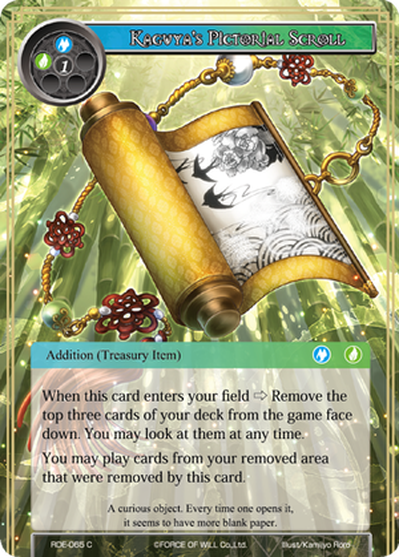 Kaguya's Pictorial Scroll
1
Addition (Treasury Item)
When this card enters your field ⇨ Remove the
top three cards of your deck from the game face
down. You may look at them at any time.
You may play cards from your removed area
that were removed by this card.
A curious object. Every time one opens it,
it seems to have more blank paper.
RDE-065 C
©FORCE OF WILL Co.,Ltd.